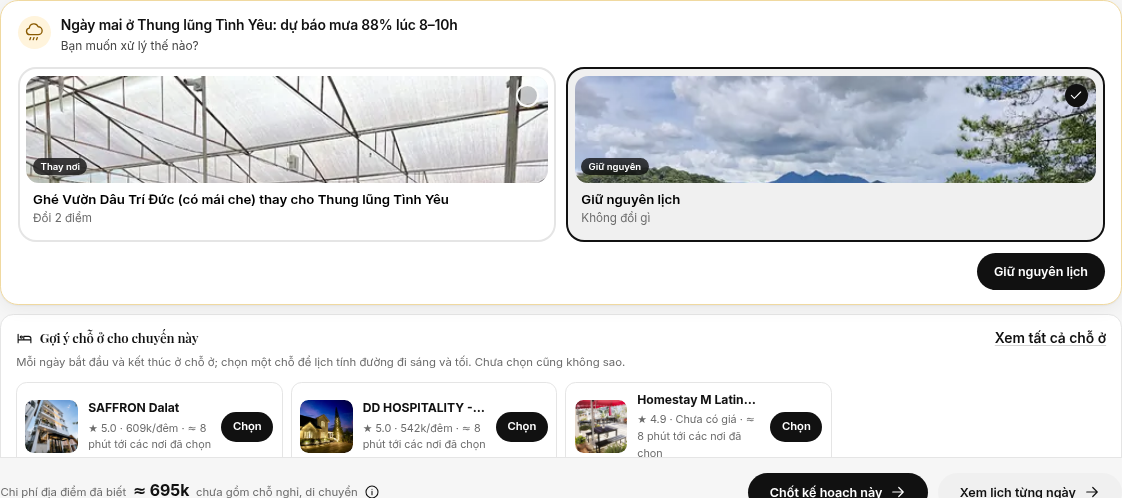 Ngày mai ở Thung lũng Tình Yêu: dự báo mưa 88% lúc 8–10h
Bạn muốn xử lý thế nào?
Thay nơi
Ghé Vườn Dâu Trí Đức (có mái che) thay cho Thung lũng Tình Yêu
Đổi 2 điểm
Giữ nguyên
Giữ nguyên lịch
Không đổi gì
Giữ nguyên lịch
Gợi ý chỗ ở cho chuyến này
Xem tất cả chỗ ở
Mỗi ngày bắt đầu và kết thúc ở chỗ ở; chọn một chỗ để lịch tính đường đi sáng và tối. Chưa chọn cũng không sao.
SAFFRON Dalat
★ 5.0 · 609k/đêm · ≈ 8
phút tới các nơi đã chọn
Chọn
DD HOSPITALITY -...
★ 5.0 · 542k/đêm · ≈ 8
phút tới các nơi đã chọn
Chọn
Homestay M Latin...
★ 4.9 · Chưa có giá · ≈
8 phút tới các nơi đã
chọn
Chọn
Chi phí địa điểm đã biết ≈ 695k chưa gồm chỗ nghỉ, di chuyển
Chốt kế hoạch này →
Xem lịch từng ngày →